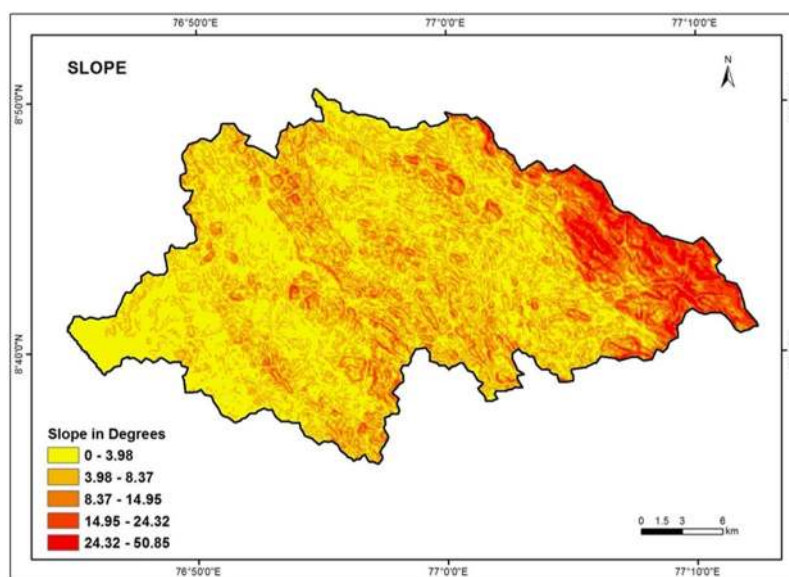 76°50'0"E 77°0'0"E 77°10'0"E
SLOPE
N
8°50'0"N
8°40'0"N
Slope in Degrees
0 - 3.98
3.98 - 8.37
8.37 - 14.95
14.95 - 24.32
24.32 - 50.85
0 1.5 3 6
km
76°50'0"E 77°0'0"E 77°10'0"E